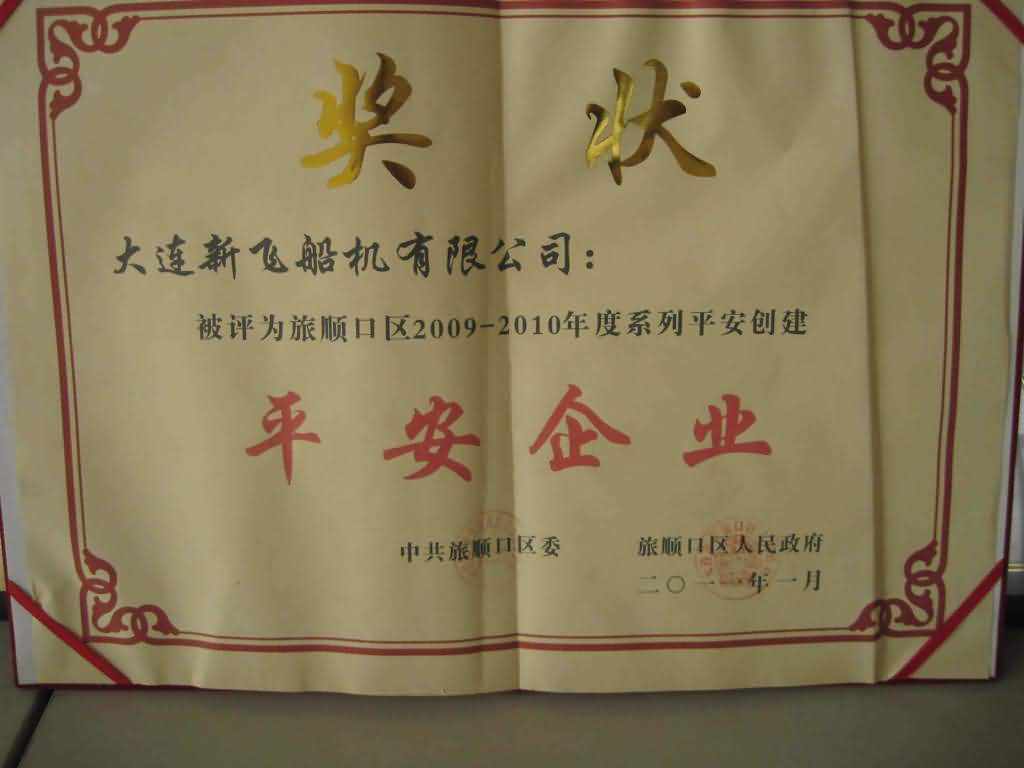 奖状
大连新飞船机有限公司：
被评为旅顺口区2009-2010年度系列平安创建
平安企业
中共旅顺口区委 旅顺口区人民政府
二〇一一年一月